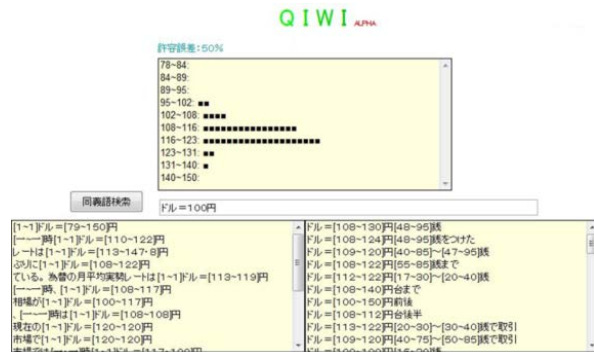 QIWI ALPHA
許容誤差:50%
78~84:
84~89:
89~95:
95~102: ■■
102~108: ■■■■
108~116: ■■■■■■■■■■■■■■■■
116~123: ■■■■■■■■■■■■■■■■■■■■
123~131: ■■
131~140: ■
140~150:
同義語検索
ドル=100円
[1~1]ドル=[79~150]円
[一~一]時[1~1]ドル=[110~122]円
レートは[1~1]ドル=[113~147・8]円
ぶりに[1~1]ドル=[108~122]円
ている。為替の月平均実勢レートは[1~1]ドル=[113~119]円
[一~一]時、[1~1]ドル=[108~117]円
相場が[1~1]ドル=[100~117]円
、[一~一]時は[1~1]ドル=[108~108]円
現在の[1~1]ドル=[120~120]円
市場で[1~1]ドル=[120~120]円
ドル=[108~130]円[48~95]銭
ドル=[108~124]円[48~95]銭をつけた
ドル=[109~120]円[40~85]~[47~95]銭
ドル=[108~122]円[55~85]銭まで
ドル=[112~122]円[17~30]~[20~40]銭
ドル=[108~140]円台まで
ドル=[100~150]円前後
ドル=[108~112]円台後半
ドル=[113~122]円[20~30]~[30~40]銭で取引
ドル=[109~120]円[40~75]~[50~85]銭で取引